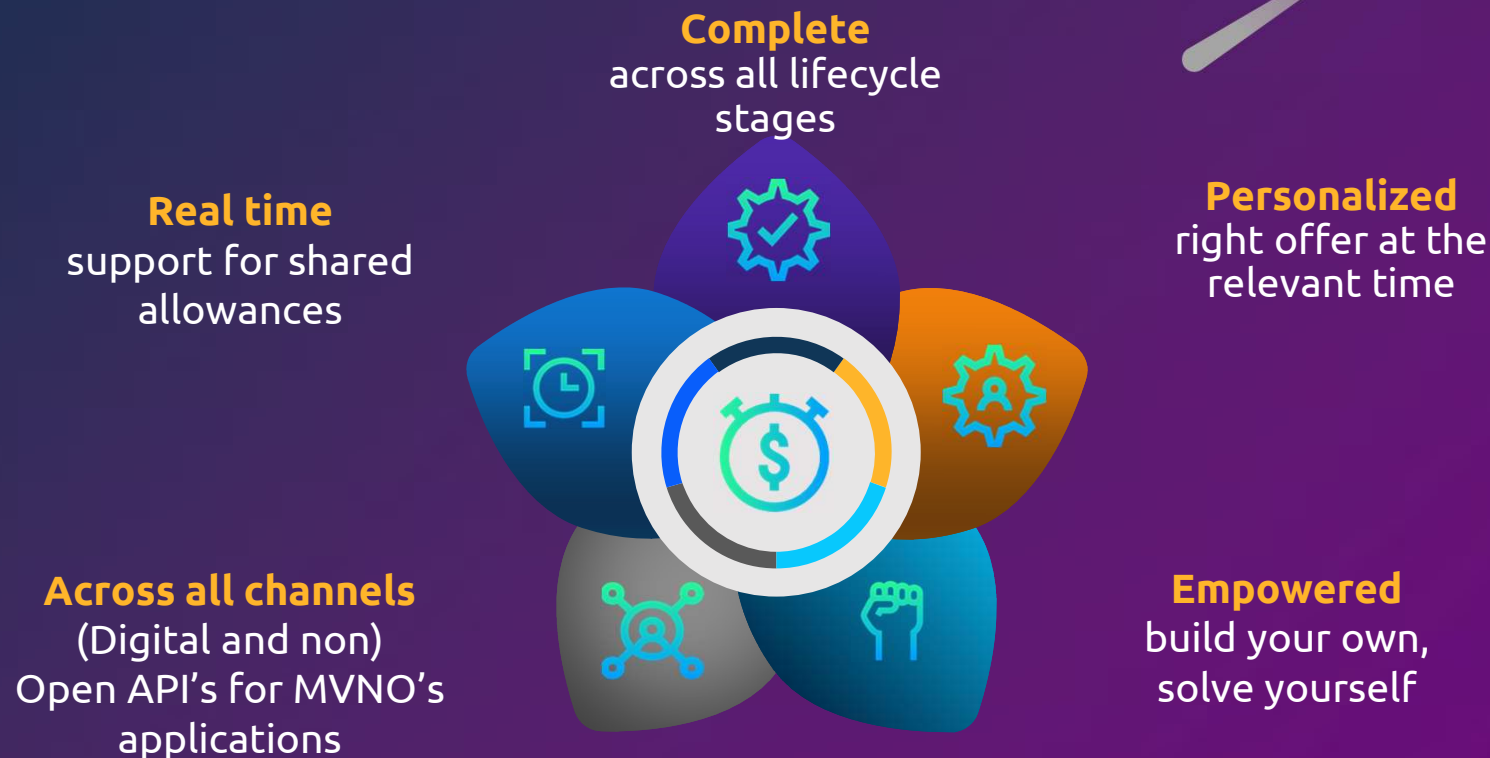 Complete
across all lifecycle
stages
Real time
support for shared
allowances
Personalized
right offer at the
relevant time
$
Across all channels
(Digital and non)
Open API’s for MVNO’s
applications
Empowered
build your own,
solve yourself